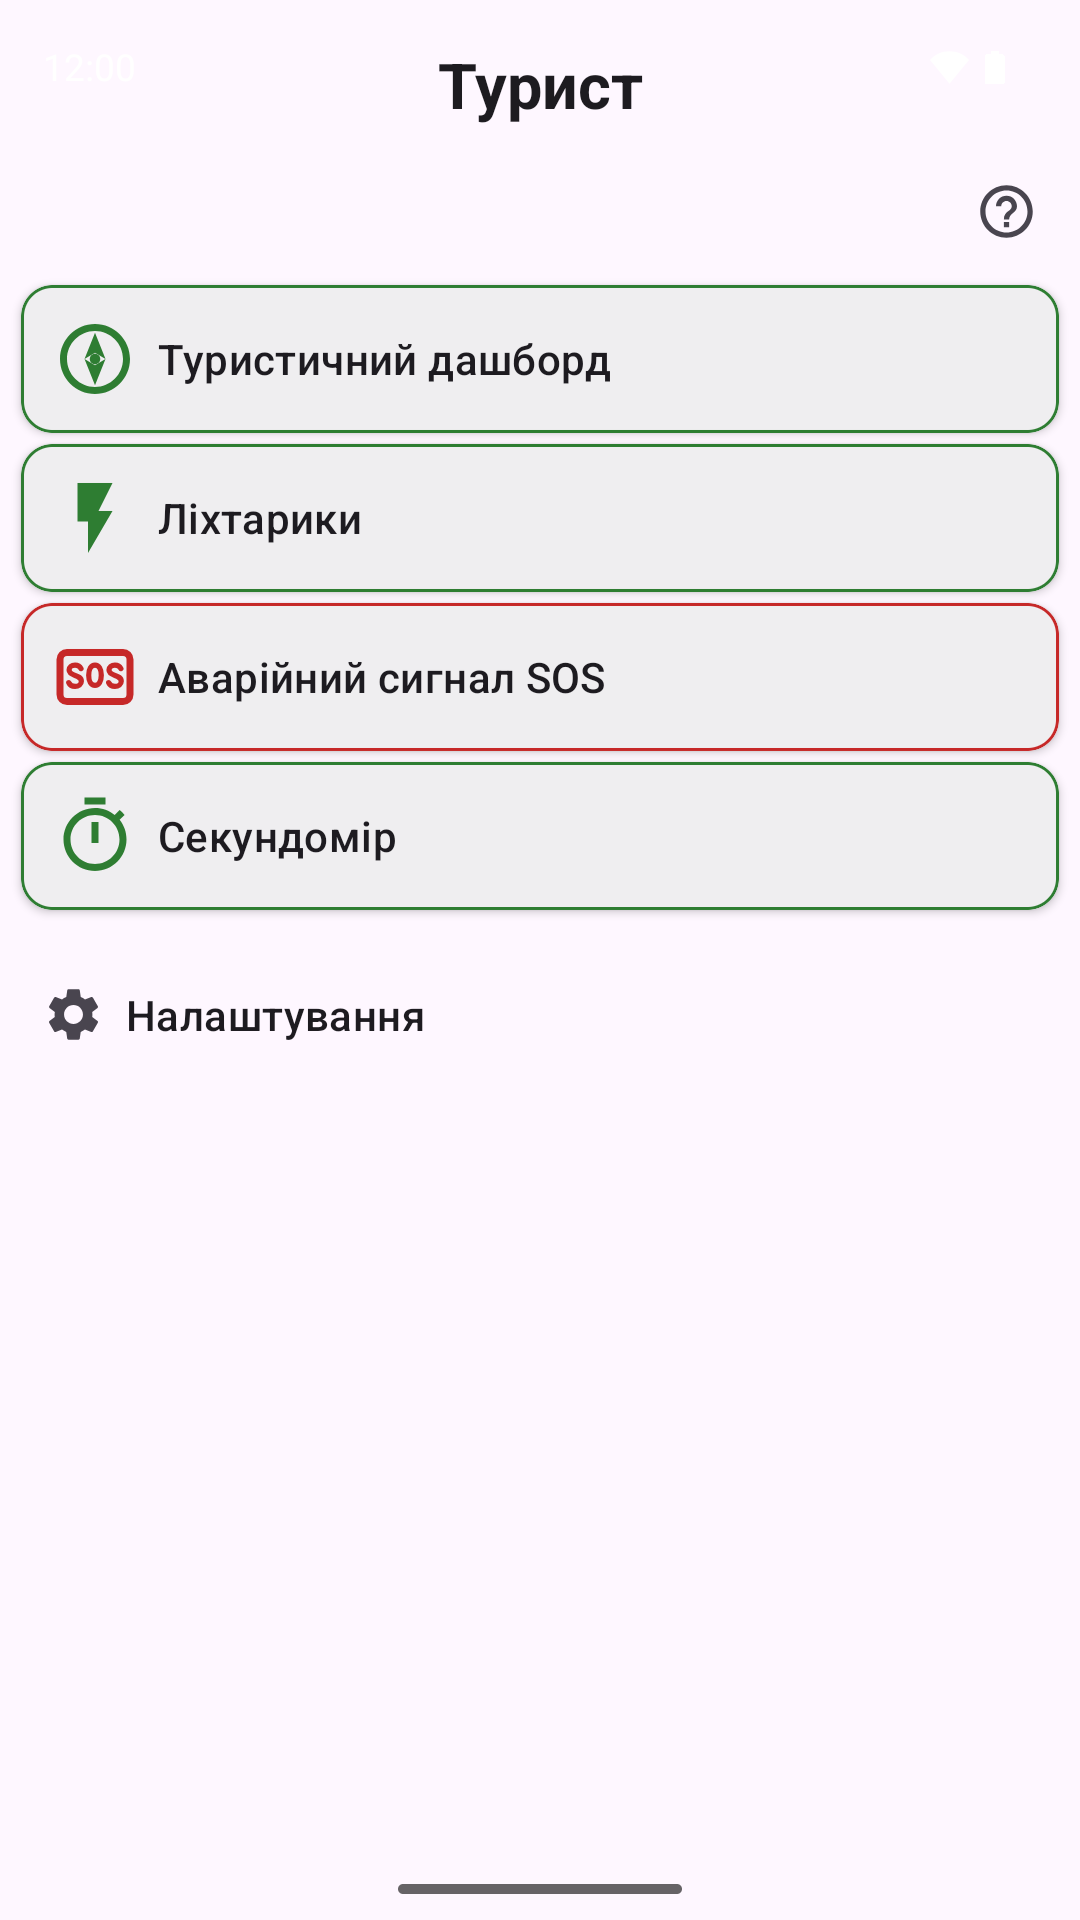 12:00
Турист
Туристичний дашборд
Ліхтарики
SOS Аварійний сигнал SOS
Секундомір
Налаштування